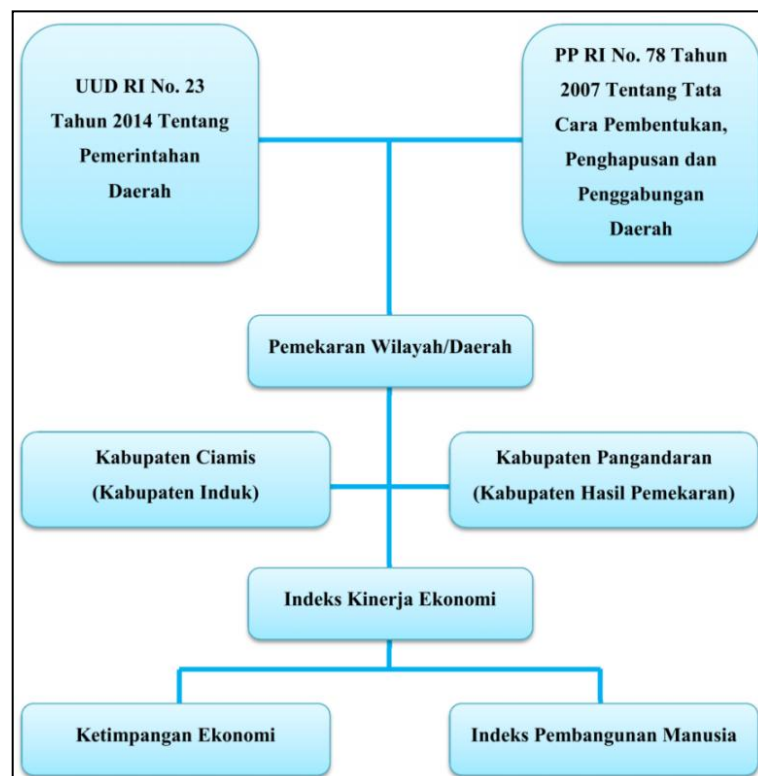 UUD RI No. 23
Tahun 2014 Tentang
Pemerintahan
Daerah
PP RI No. 78 Tahun
2007 Tentang Tata
Cara Pembentukan,
Penghapusan dan
Penggabungan
Daerah
Pemekaran Wilayah/Daerah
Kabupaten Ciamis
(Kabupaten Induk)
Kabupaten Pangandaran
(Kabupaten Hasil Pemekaran)
Indeks Kinerja Ekonomi
Ketimpangan Ekonomi
Indeks Pembangunan Manusia